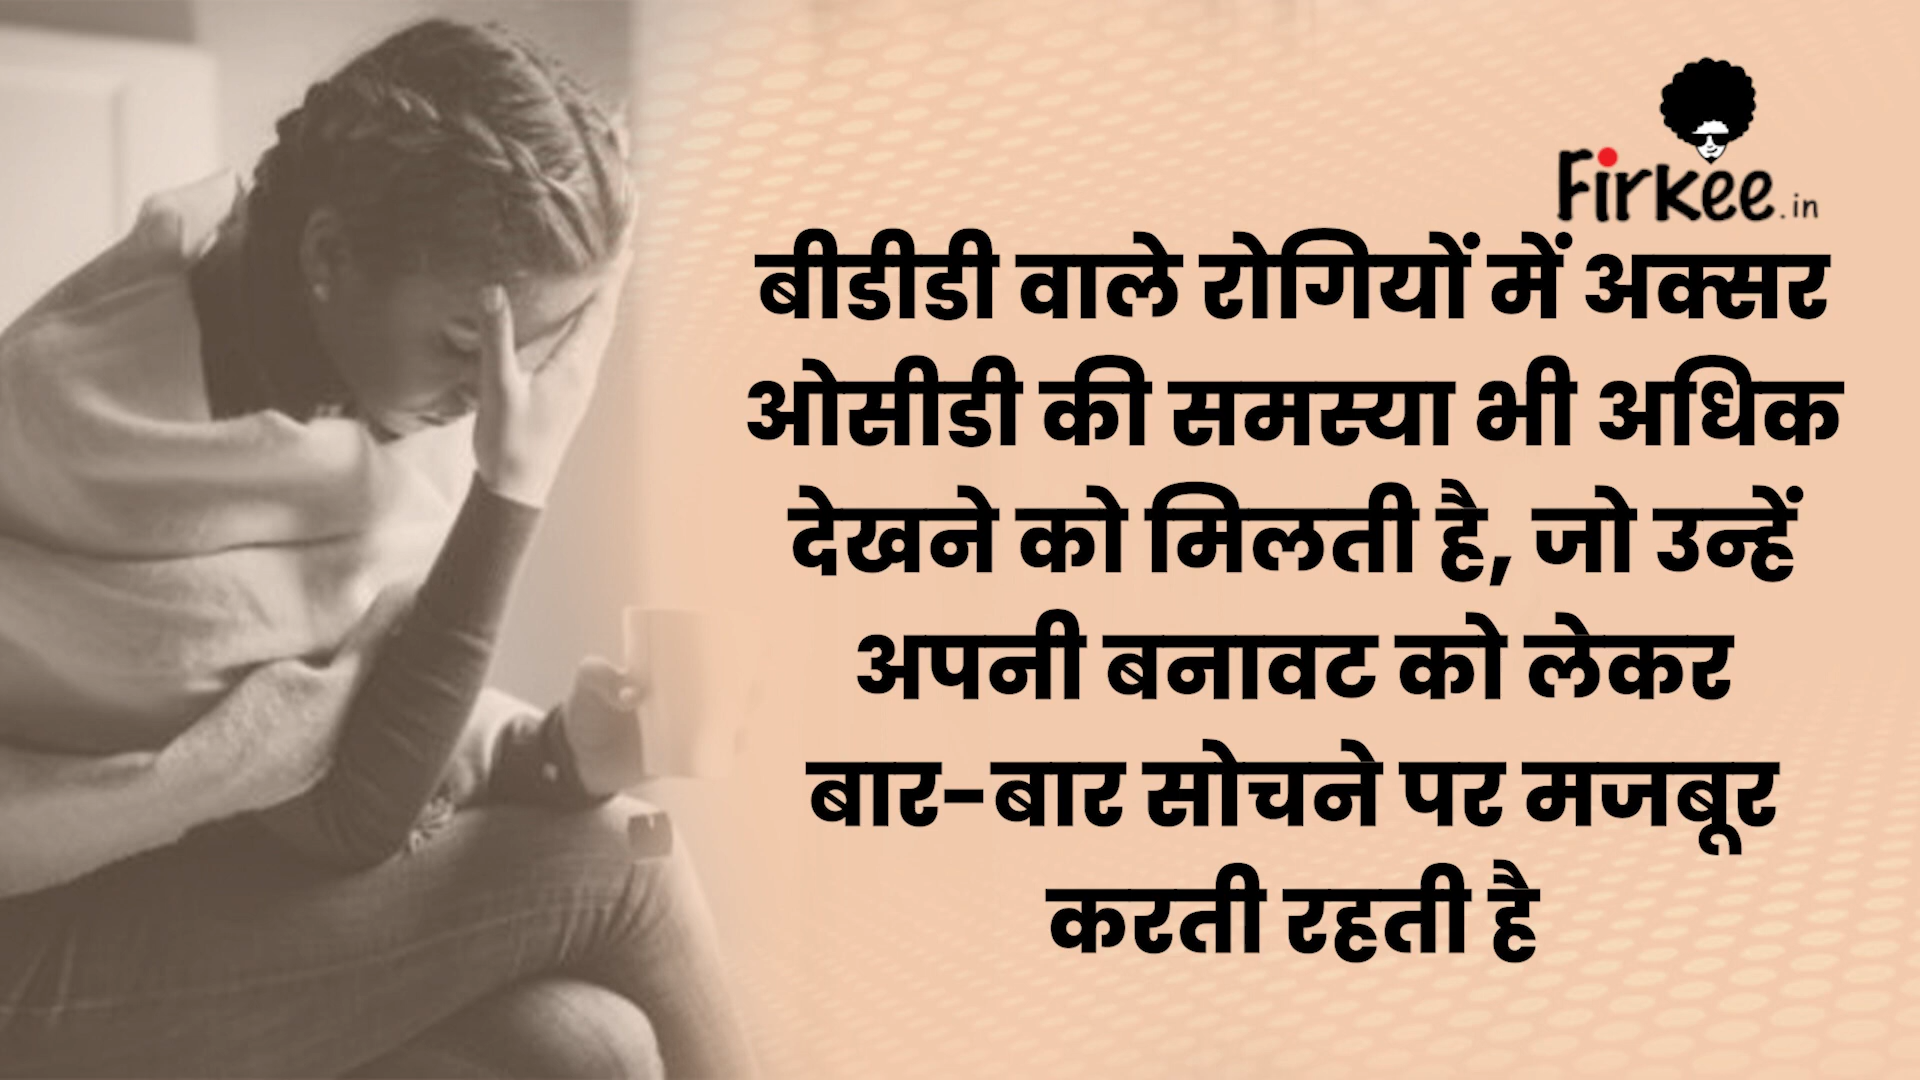 Firkee.in
बीडीडी वाले रोगियों में अक्सर
ओसीडी की समस्या भी अधिक
देखने को मिलती है, जो उन्हें
अपनी बनावट को लेकर
बार-बार सोचने पर मजबूर
करती रहती है